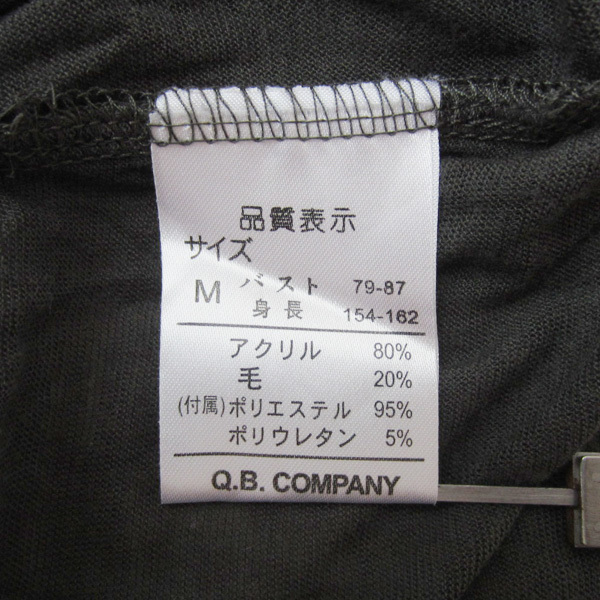 品質表示
サイズ
M バスト 79-87
身長 154-162
アクリル 80%
毛 20%
(付属)ポリエステル 95%
ポリウレタン 5%
Q.B. COMPANY